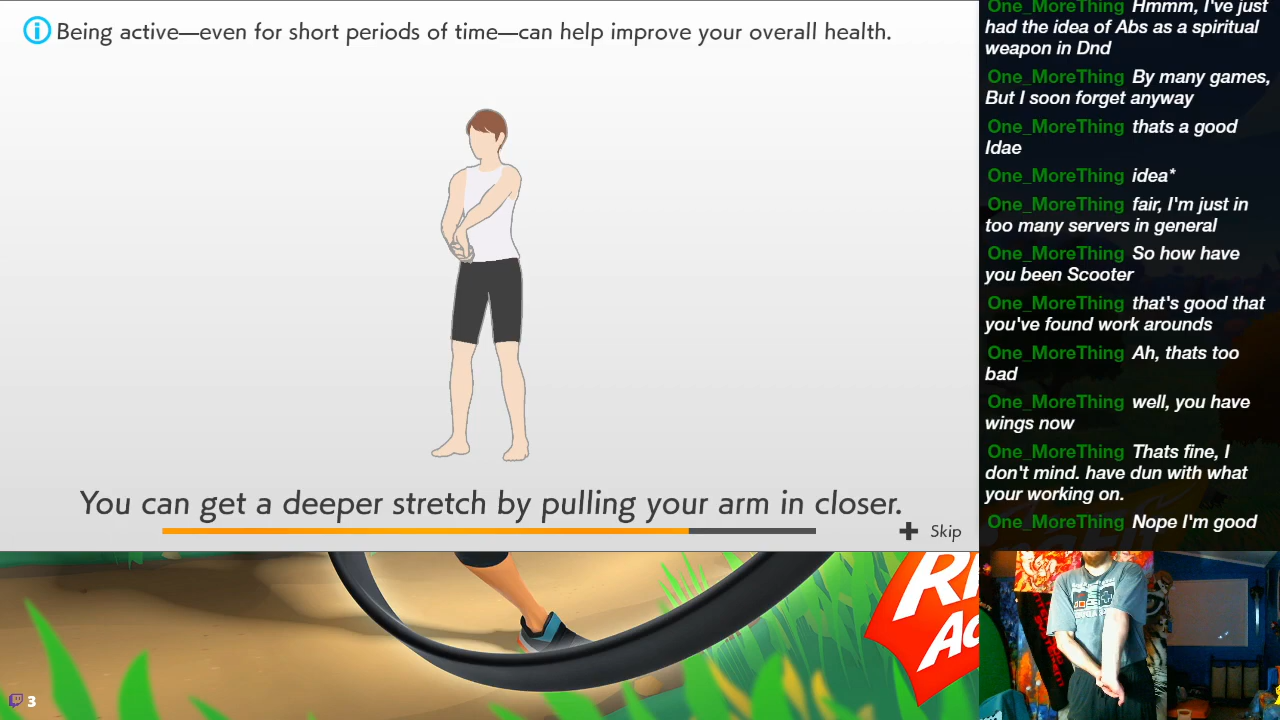 Being active—even for short periods of time—can help improve your overall health.
You can get a deeper stretch by pulling your arm in closer.
Skip
3
One_MoreThing Hmmm, I've just
had the idea of Abs as a spiritual
weapon in Dnd
One_MoreThing By many games,
But I soon forget anyway
One_MoreThing thats a good
Idae
One_MoreThing idea*
One_MoreThing fair, I'm just in
too many servers in general
One_MoreThing So how have
you been Scooter
One_MoreThing that's good that
you've found work arounds
One_MoreThing Ah, thats too
bad
One_MoreThing well, you have
wings now
One_MoreThing Thats fine, I
don't mind. have dun with what
your working on.
One_MoreThing Nope I'm good